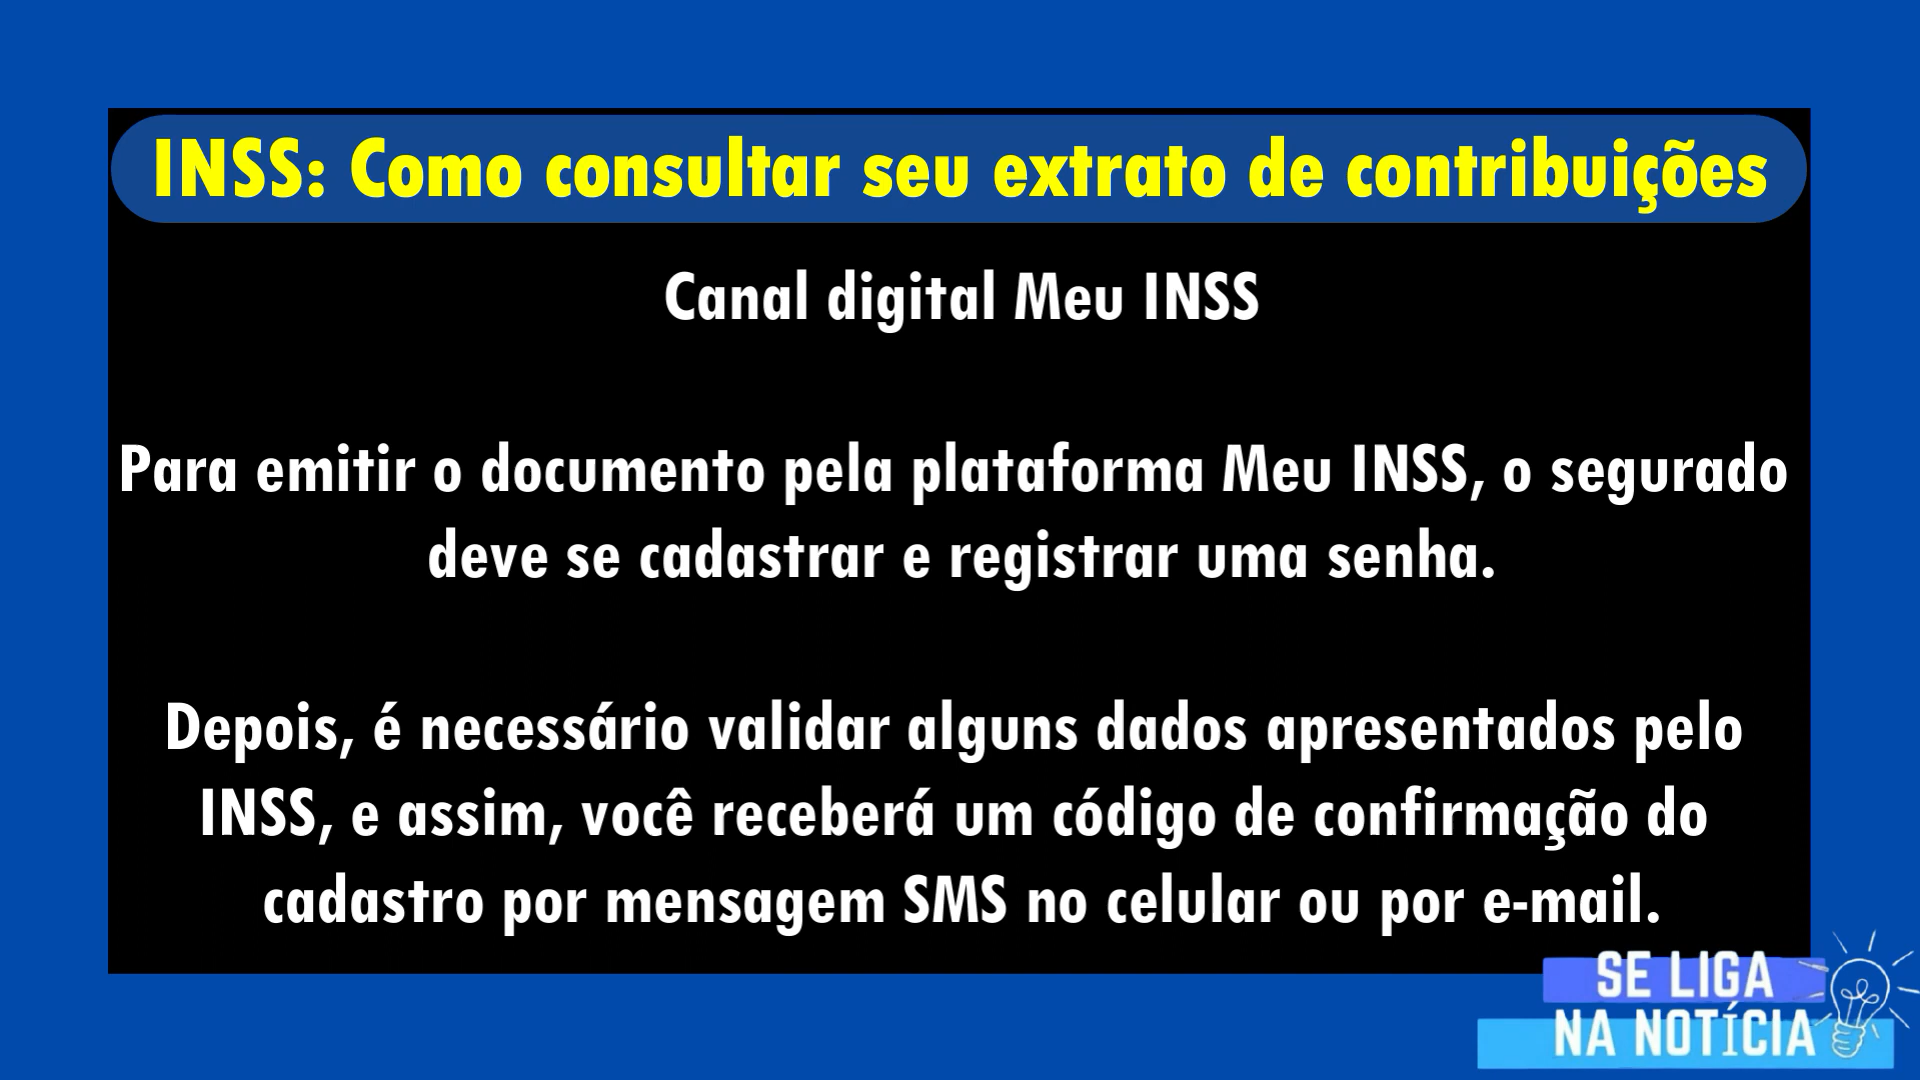 INSS: Como consultar seu extrato de contribuições
Canal digital Meu INSS
Para emitir o documento pela plataforma Meu INSS, o segurado
deve se cadastrar e registrar uma senha.
Depois, é necessário validar alguns dados apresentados pelo
INSS, e assim, você receberá um código de confirmação do
cadastro por mensagem SMS no celular ou por e-mail.
SE LIGA
NA NOTÍCIA